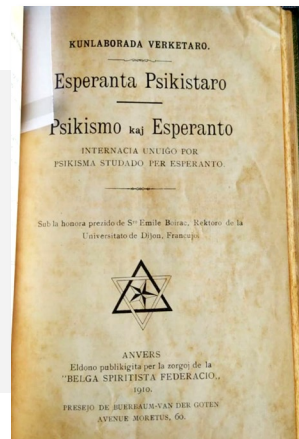 KUNLABORADA VERKETARO.
Esperanta Psikistaro
Psikismo kaj Esperanto
INTERNACIA UNUIĜO POR
PSIKISMA STUDADO PER ESPERANTO.
Sub la honora prezido de Sro Emile Boirac, Rektoro de la
Universitato de Dijon, Francujo
ANVERS
Eldono publikigita per la zorgoj de la
"BELGA SPIRITISTA FEDERACIO„
1910.
PRESEJO DE BUERBAUM-VAN DER GOTEN
AVENUE MORETUS, 60.